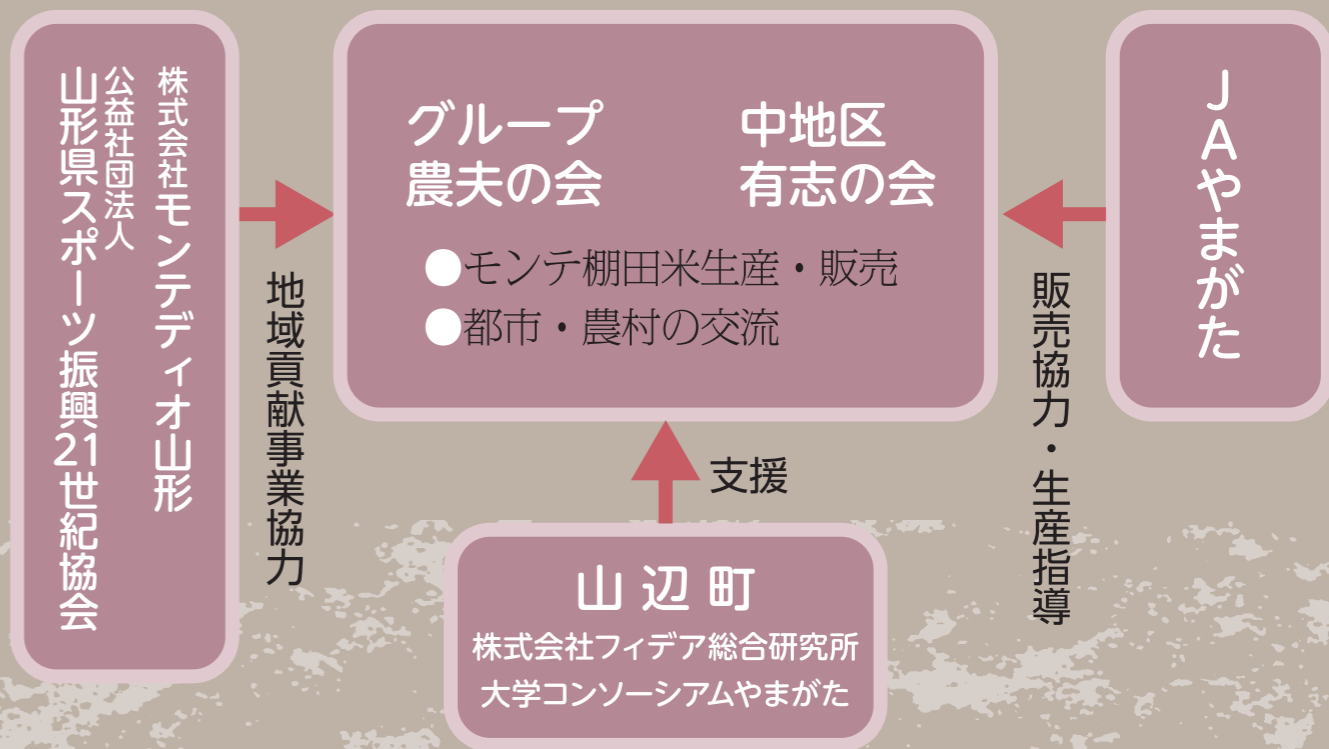 株式会社モンテディオ山形
公益社団法人
山形県スポーツ振興21世紀協会
地域貢献事業協力
グループ
農夫の会
中地区
有志の会
●モンテ棚田米生産・販売
●都市・農村の交流
JAやまがた
販売協力・生産指導
支援
山辺町
株式会社フィデア総合研究所
大学コンソーシアムやまがた